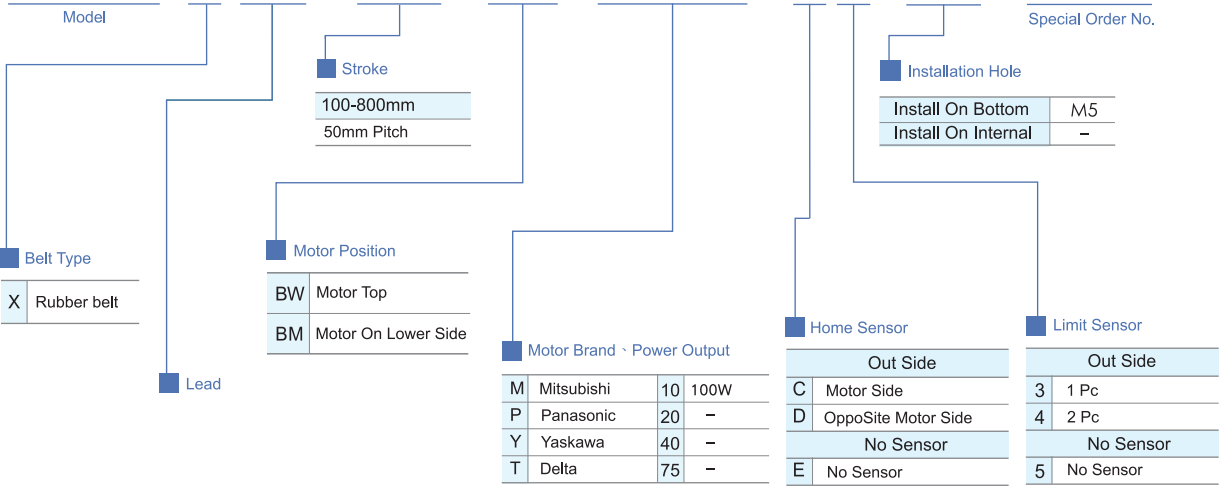 Model
Special Order No.
Stroke
100-800mm
50mm Pitch
Installation Hole
Install On Bottom M5
Install On Internal –
Belt Type
X Rubber belt
Motor Position
BW Motor Top
BM Motor On Lower Side
Lead
Motor Brand、Power Output
M Mitsubishi 10 100W
P Panasonic 20 –
Y Yaskawa 40 –
T Delta 75 –
Home Sensor
Out Side
C Motor Side
D OppoSite Motor Side
No Sensor
E No Sensor
Limit Sensor
Out Side
3 1 Pc
4 2 Pc
No Sensor
5 No Sensor